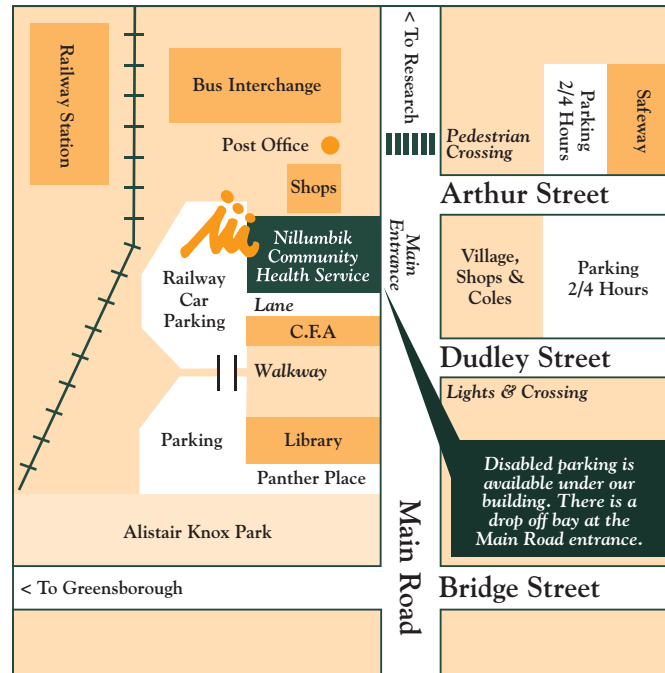 < To Research
Railway Station
Bus Interchange
Post Office
Pedestrian
Crossing
Parking
2/4 Hours
Safeway
Shops
Arthur Street
Nillumbik
Community
Health Service
Main
Entrance
Railway
Car
Parking
Village,
Shops &
Coles
Parking
2/4 Hours
Lane
C.F.A
Dudley Street
Walkway
Lights & Crossing
Parking
Library
Panther Place
Disabled parking is
available under our
building. There is a
drop off bay at the
Main Road entrance.
Alistair Knox Park
Main Road
< To Greensborough
Bridge Street